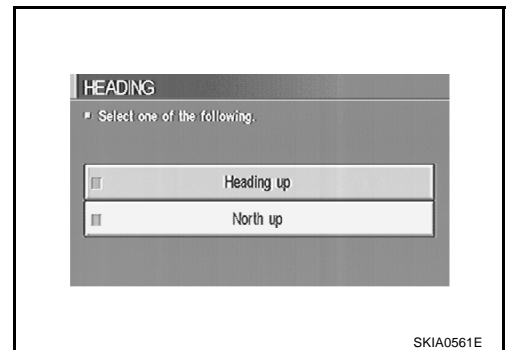 HEADING
Select one of the following.
Heading up
North up
SKIA0561E